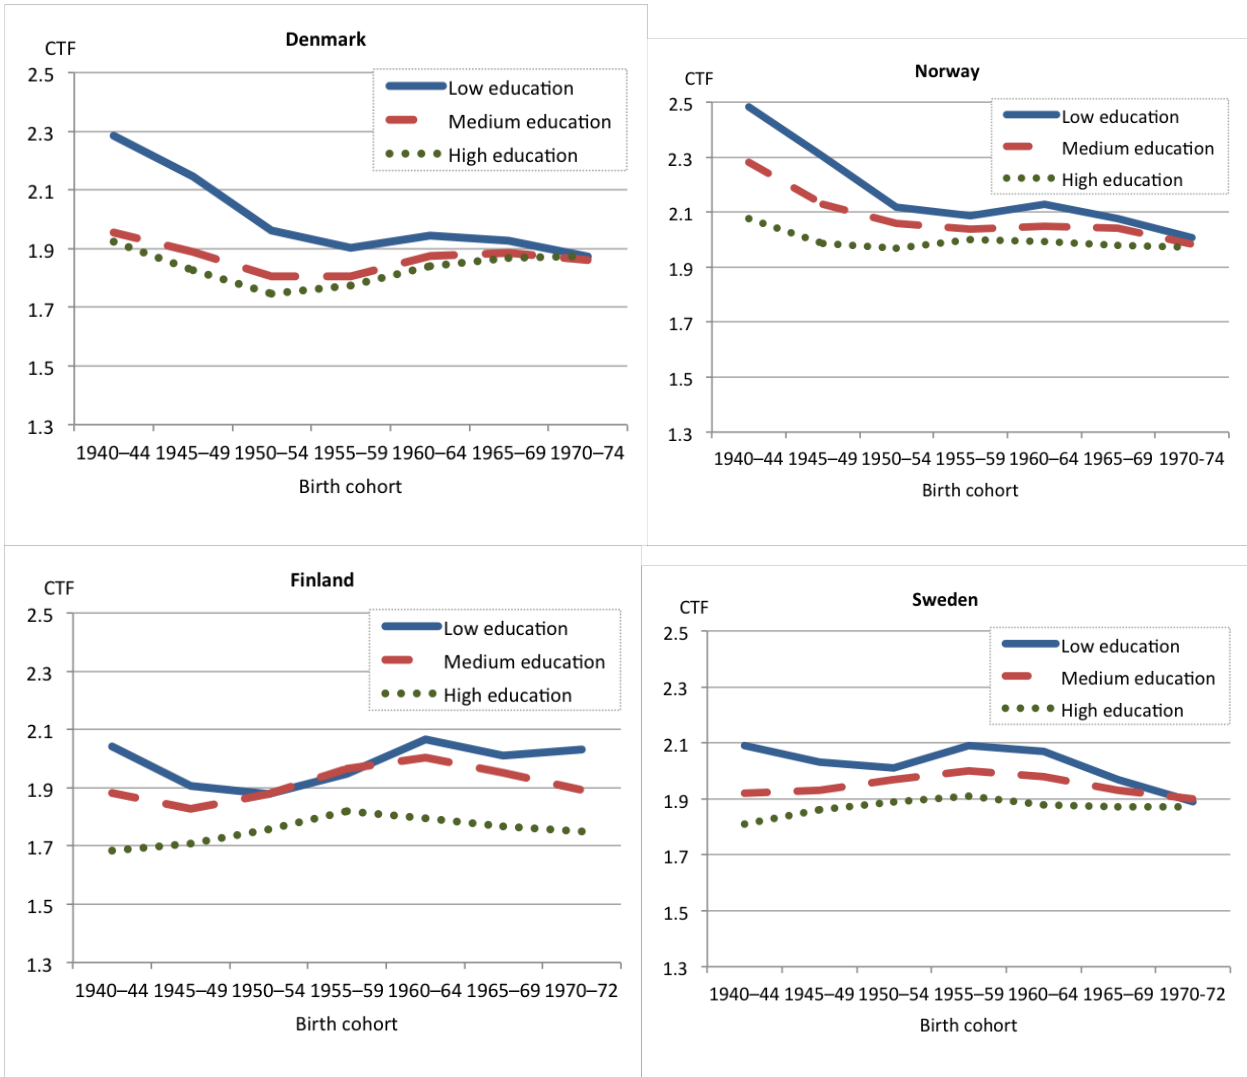 Denmark
CTF
2.5
2.3
2.1
1.9
1.7
1.5
1.3
Low education
Medium education
High education
1940–44 1945–49 1950–54 1955–59 1960–64 1965–69 1970–74
Birth cohort
Norway
CTF
2.5
2.3
2.1
1.9
1.7
1.5
1.3
Low education
Medium education
High education
1940–44 1945–49 1950–54 1955–59 1960–64 1965–69 1970-74
Birth cohort
Finland
CTF
2.5
2.3
2.1
1.9
1.7
1.5
1.3
Low education
Medium education
High education
1940–44 1945–49 1950–54 1955–59 1960–64 1965–69 1970–72
Birth cohort
Sweden
CTF
2.5
2.3
2.1
1.9
1.7
1.5
1.3
Low education
Medium education
High education
1940–44 1945–49 1950–54 1955–59 1960–64 1965–69 1970-72
Birth cohort